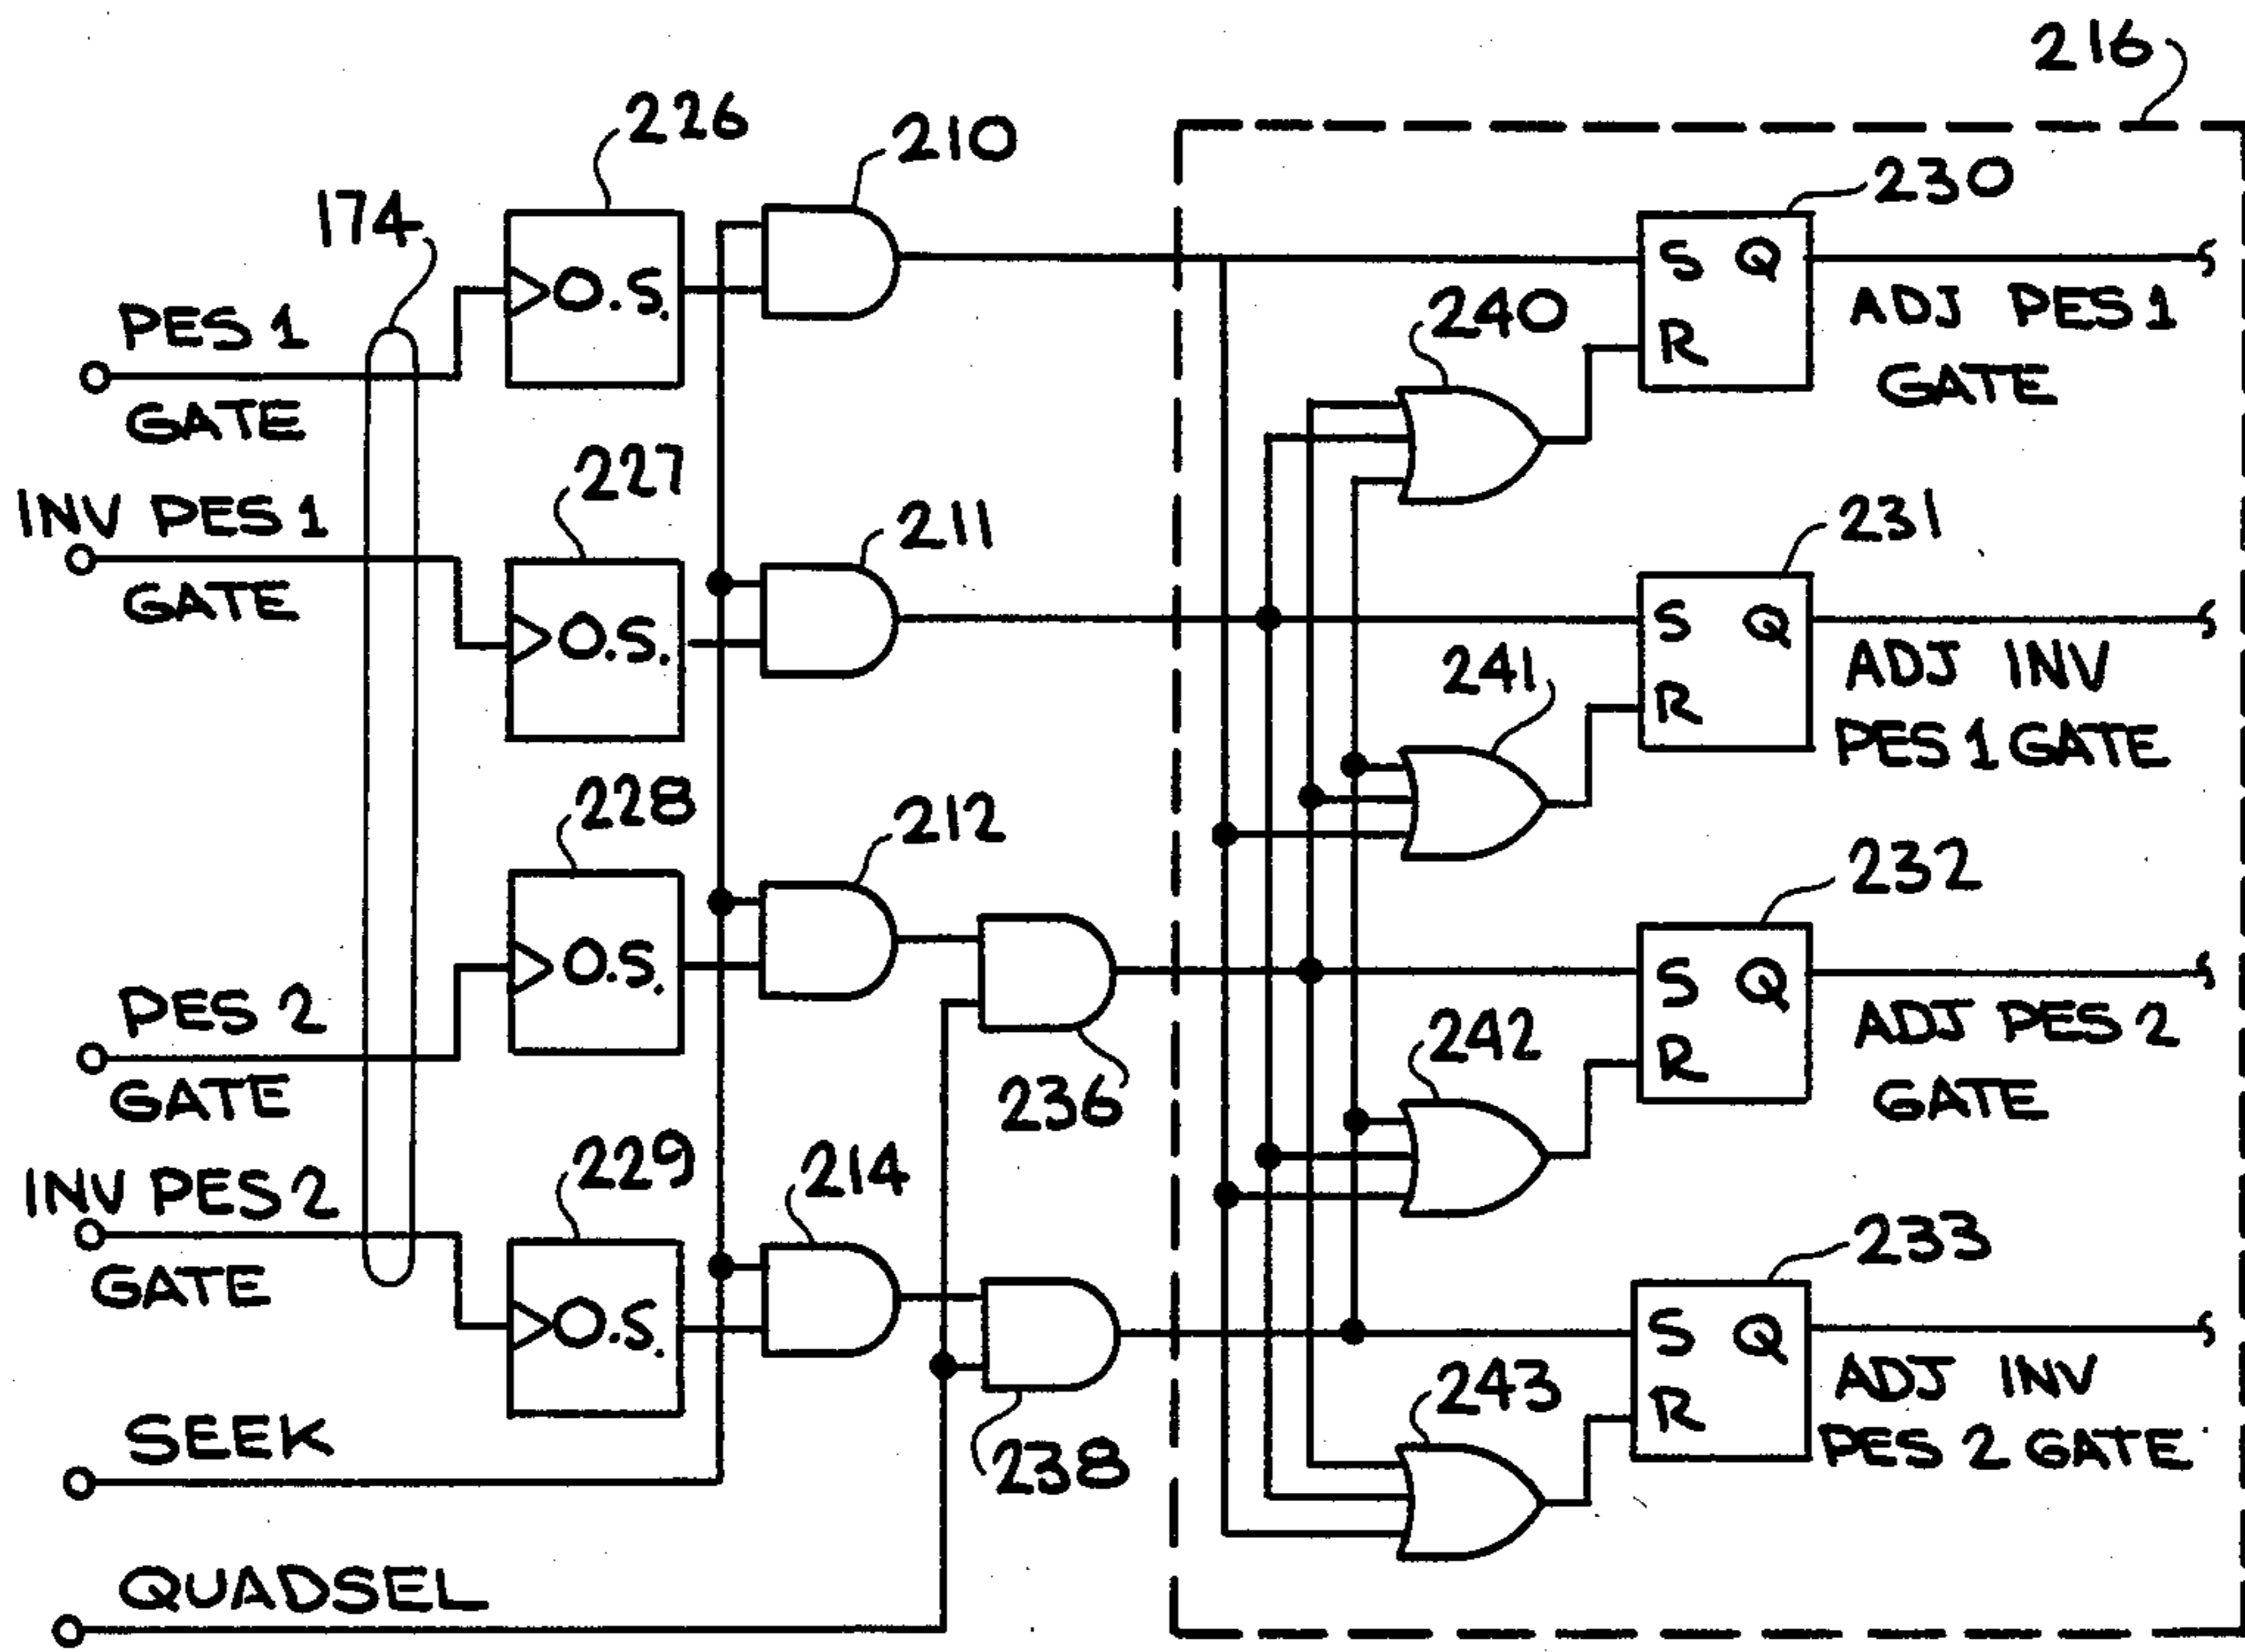 216
226
210
230
174
O.S.
S Q
R
PES 1
GATE
240
ADJ PES 1
GATE
227
INV PES 1
GATE
211
231
O.S.
S Q
R
241
ADJ INV
PES 1 GATE
228
212
232
O.S.
S Q
R
PES 2
GATE
236
242
ADJ PES 2
GATE
229
INV PES 2
GATE
214
233
O.S.
S Q
R
238
243
ADJ INV
PES 2 GATE
SEEK
QUADSEL